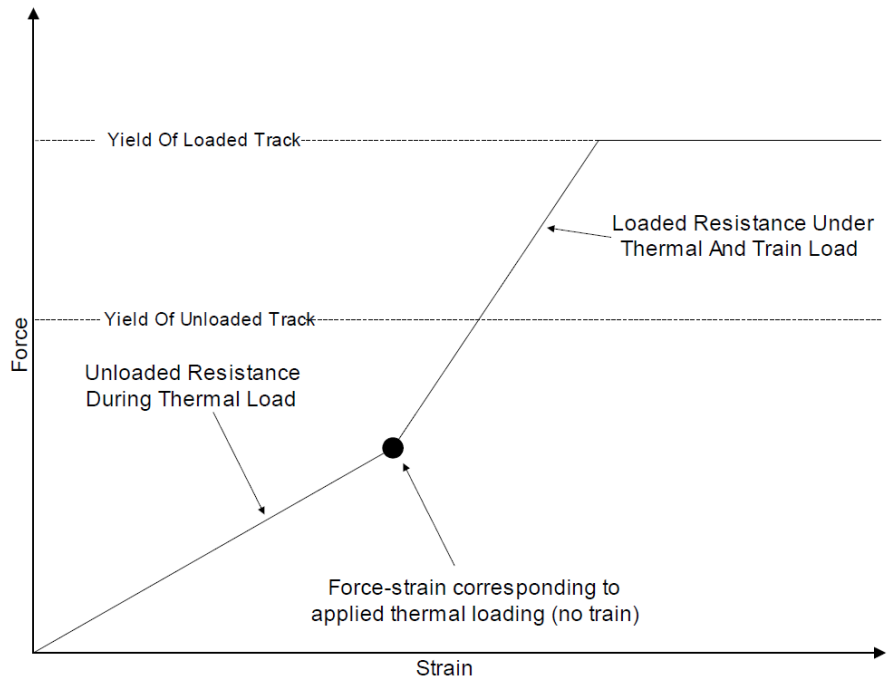 Yield Of Loaded Track
Loaded Resistance Under
Thermal And Train Load
Yield Of Unloaded Track
Force
Unloaded Resistance
During Thermal Load
Force-strain corresponding to
applied thermal loading (no train)
Strain